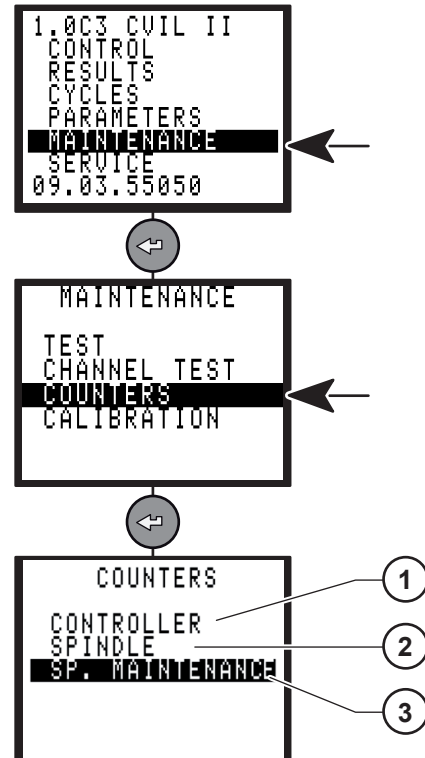 1.0C3 CVIL II
CONTROL
RESULTS
CYCLES
PARAMETERS
MAINTENANCE
SERVICE
09.03.55050
MAINTENANCE
TEST
CHANNEL TEST
COUNTERS
CALIBRATION
COUNTERS
CONTROLLER
SPINDLE
SP. MAINTENANCE
1
2
3